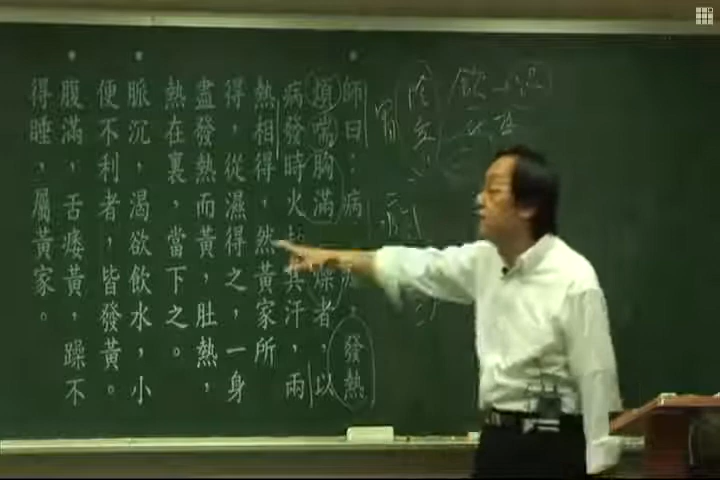 師曰：病，發熱
煩喘胸滿燥者，以
病發時火其汗，兩
熱相得，然黃家所
得，從濕得之，一身
盡發熱而黃，肚熱，
熱在裏，當下之。
脈沉，渴欲飲水，小
便不利者，皆發黃。
腹滿，舌痿黃，躁不
得睡，屬黃家。